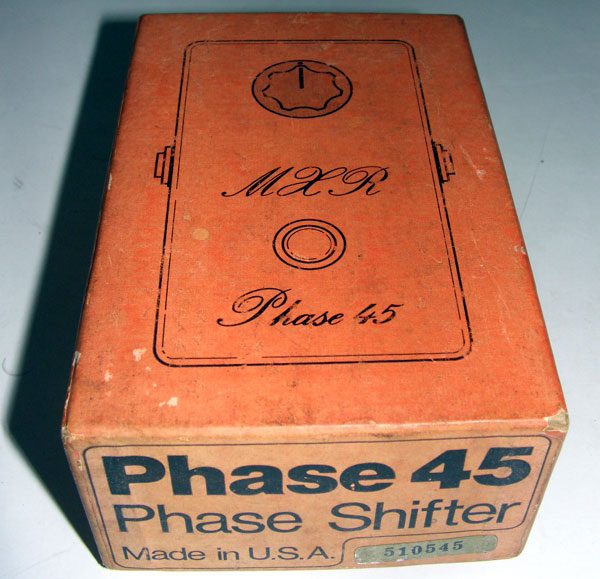 MXR
Phase 45
Phase 45
Phase Shifter
Made in U.S.A.
510545